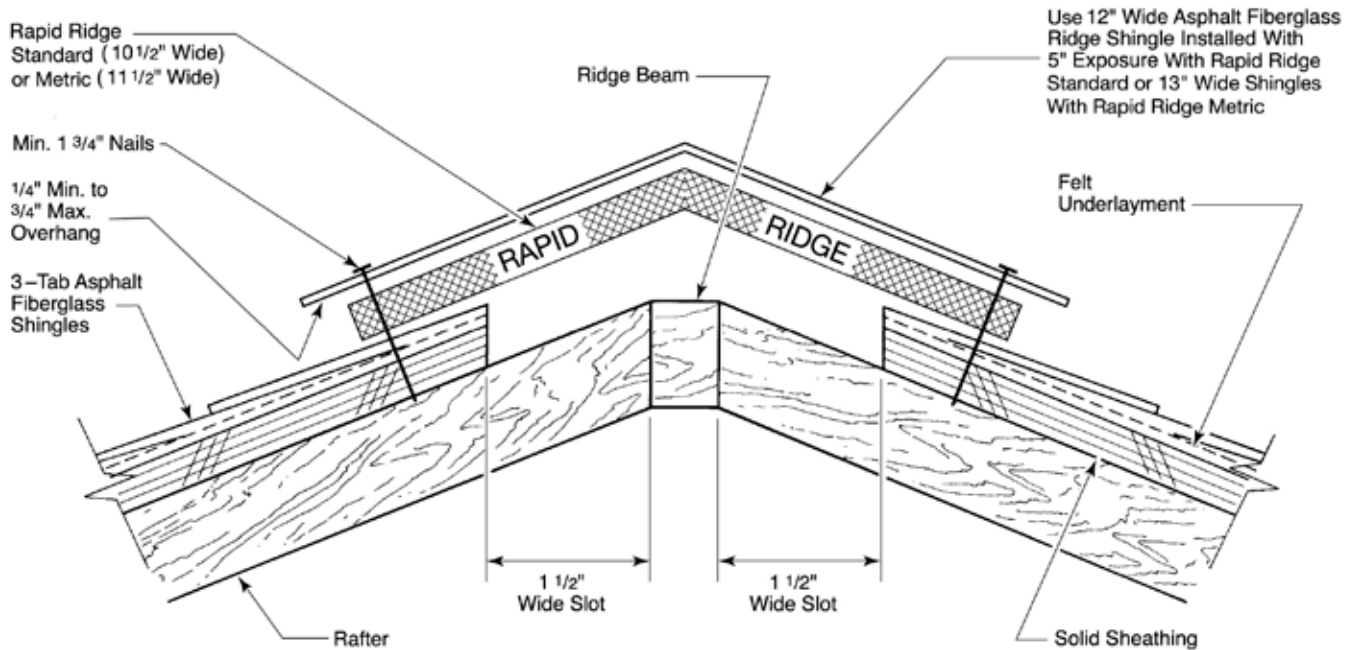 Rapid Ridge
Standard (10 1/2" Wide)
or Metric (11 1/2" Wide)
Min. 1 3/4" Nails
1/4" Min. to
3/4" Max.
Overhang
3–Tab Asphalt
Fiberglass
Shingles
Ridge Beam
Use 12" Wide Asphalt Fiberglass
Ridge Shingle Installed With
5" Exposure With Rapid Ridge
Standard or 13" Wide Shingles
With Rapid Ridge Metric
Felt
Underlayment
RAPID
RIDGE
1 1/2"
Wide Slot
1 1/2"
Wide Slot
Rafter
Solid Sheathing